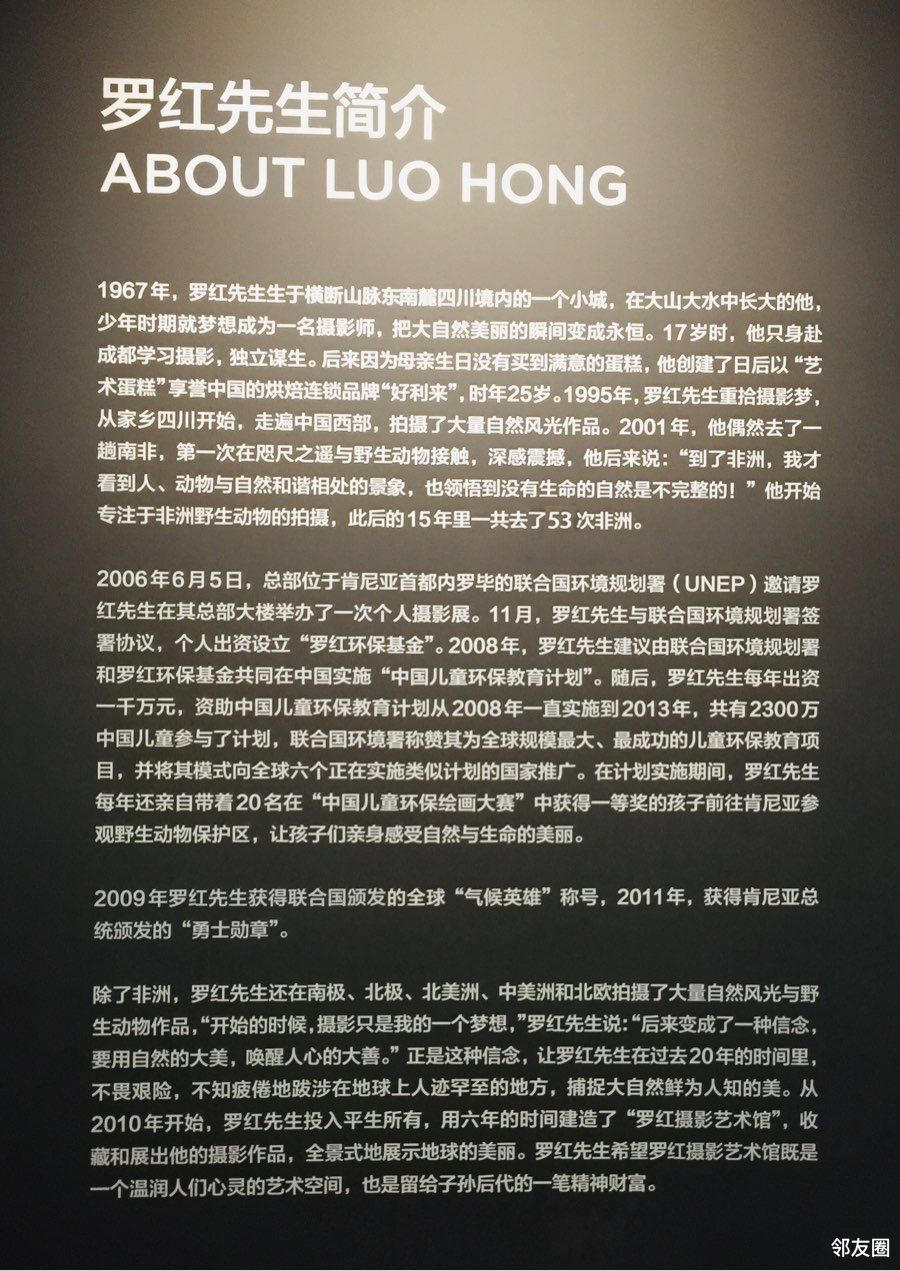 罗红先生简介
ABOUT LUO HONG
1967年，罗红先生生于横断山脉东南麓四川境内的一个小城，在大山大水中长大的他，
少年时期就梦想成为一名摄影师，把大自然美丽的瞬间变成永恒。17岁时，他只身赴
成都学习摄影，独立谋生。后来因为母亲生日没有买到满意的蛋糕，他创建了日后以“艺
术蛋糕”享誉中国的烘焙连锁品牌“好利来”，时年25岁。1995年，罗红先生重拾摄影梦，
从家乡四川开始，走遍中国西部，拍摄了大量自然风光作品。2001年，他偶然去了一
趟南非，第一次在咫尺之遥与野生动物接触，深感震撼，他后来说：“到了非洲，我才
看到人、动物与自然和谐相处的景象，也领悟到没有生命的自然是不完整的！”他开始
专注于非洲野生动物的拍摄，此后的15年里一共去了53次非洲。
2006年6月5日，总部位于肯尼亚首都内罗毕的联合国环境规划署（UNEP）邀请罗
红先生在其总部大楼举办了一次个人摄影展。11月，罗红先生与联合国环境规划署签
署协议，个人出资设立“罗红环保基金”。2008年，罗红先生建议由联合国环境规划署
和罗红环保基金共同在中国实施“中国儿童环保教育计划”。随后，罗红先生每年出资
一千万元，资助中国儿童环保教育计划从2008年一直实施到2013年，共有2300万
中国儿童参与了计划，联合国环境署称赞其为全球规模最大、最成功的儿童环保教育项
目，并将其模式向全球六个正在实施类似计划的国家推广。在计划实施期间，罗红先生
每年还亲自带着20名在“中国儿童环保绘画大赛”中获得一等奖的孩子前往肯尼亚参
观野生动物保护区，让孩子们亲身感受自然与生命的美丽。
2009年罗红先生获得联合国颁发的全球“气候英雄”称号，2011年，获得肯尼亚总
统颁发的“勇士勋章”。
除了非洲，罗红先生还在南极、北极、北美洲、中美洲和北欧拍摄了大量自然风光与野
生动物作品，“开始的时候，摄影只是我的一个梦想，”罗红先生说：“后来变成了一种信念，
要用自然的大美，唤醒人心的大善。”正是这种信念，让罗红先生在过去20年的时间里，
不畏艰险，不知疲倦地跋涉在地球上人迹罕至的地方，捕捉大自然鲜为人知的美。从
2010年开始，罗红先生投入平生所有，用六年的时间建造了“罗红摄影艺术馆”，收
藏和展出他的摄影作品，全景式地展示地球的美丽。罗红先生希望罗红摄影艺术馆既是
一个温润人们心灵的艺术空间，也是留给子孙后代的一笔精神财富。
邻友圈